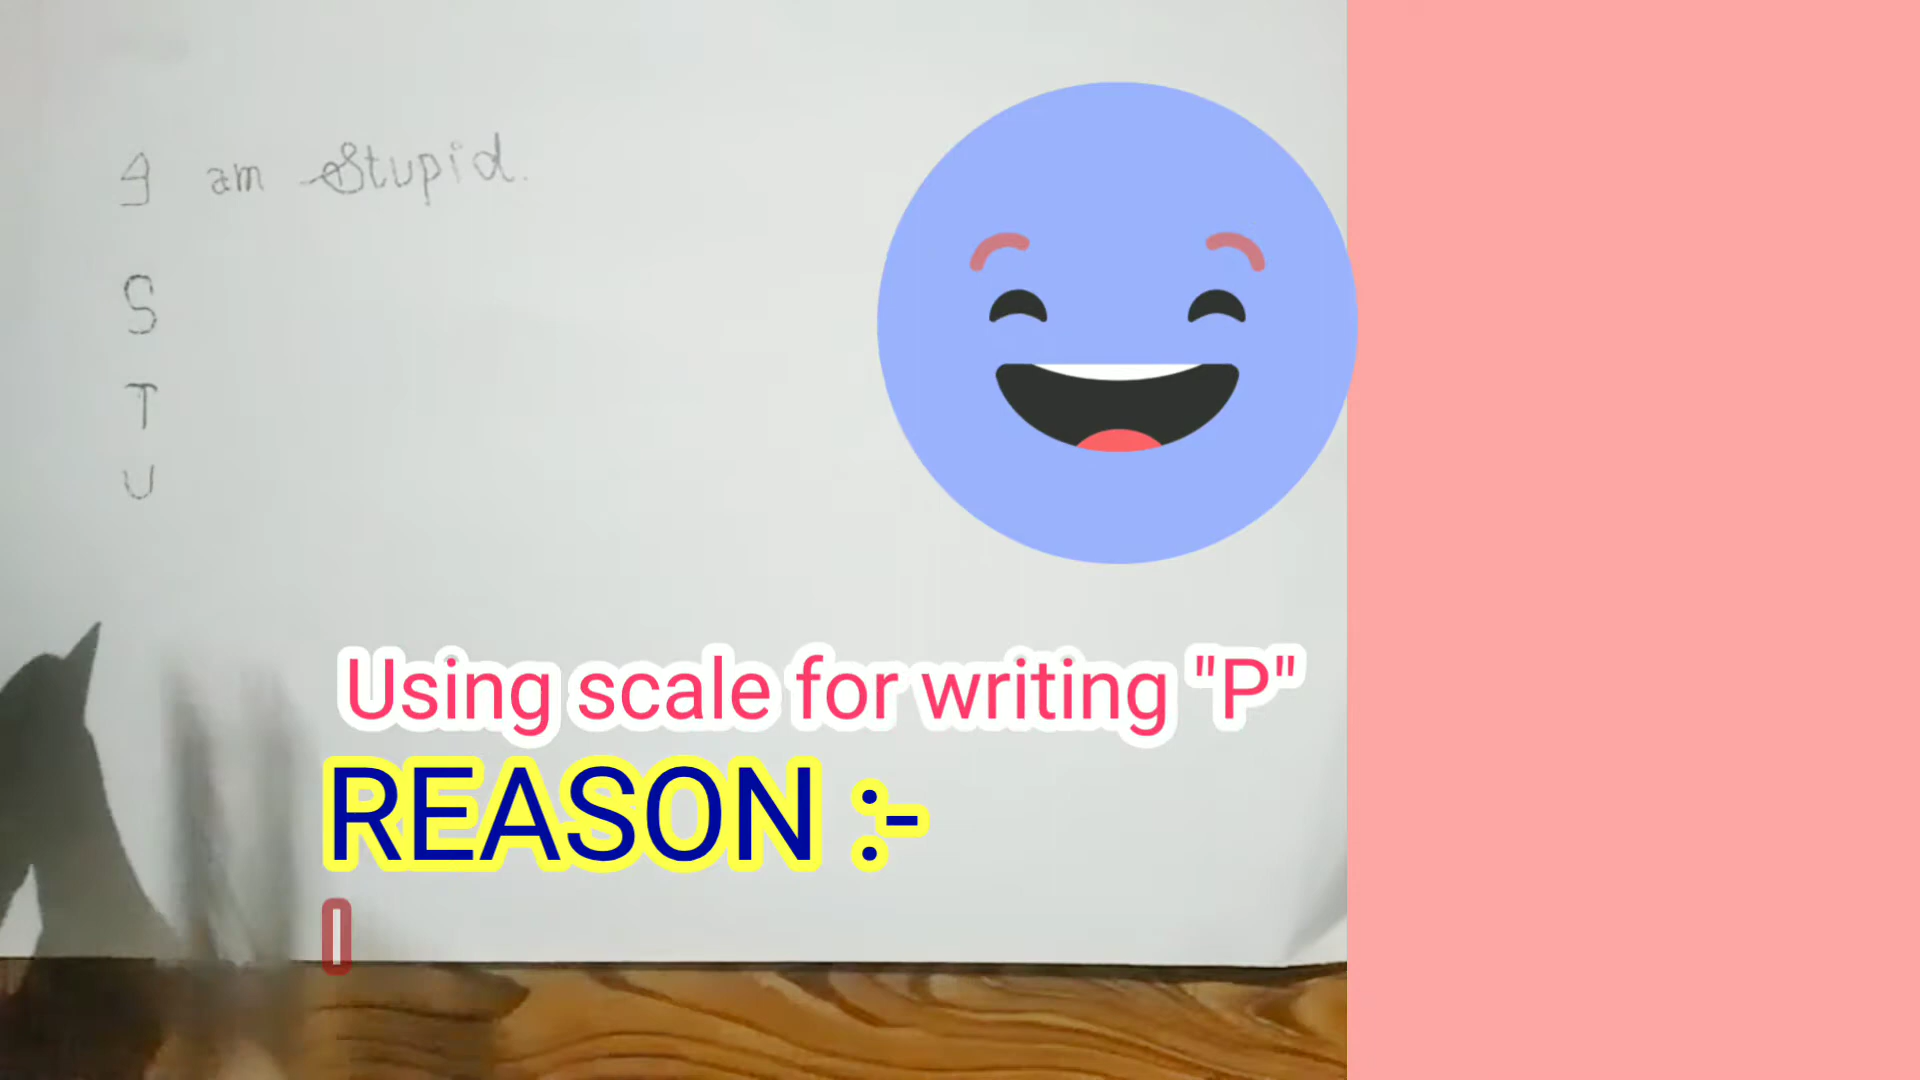 I am Stupid.
S
T
U
Using scale for writing "P"
REASON :-
I